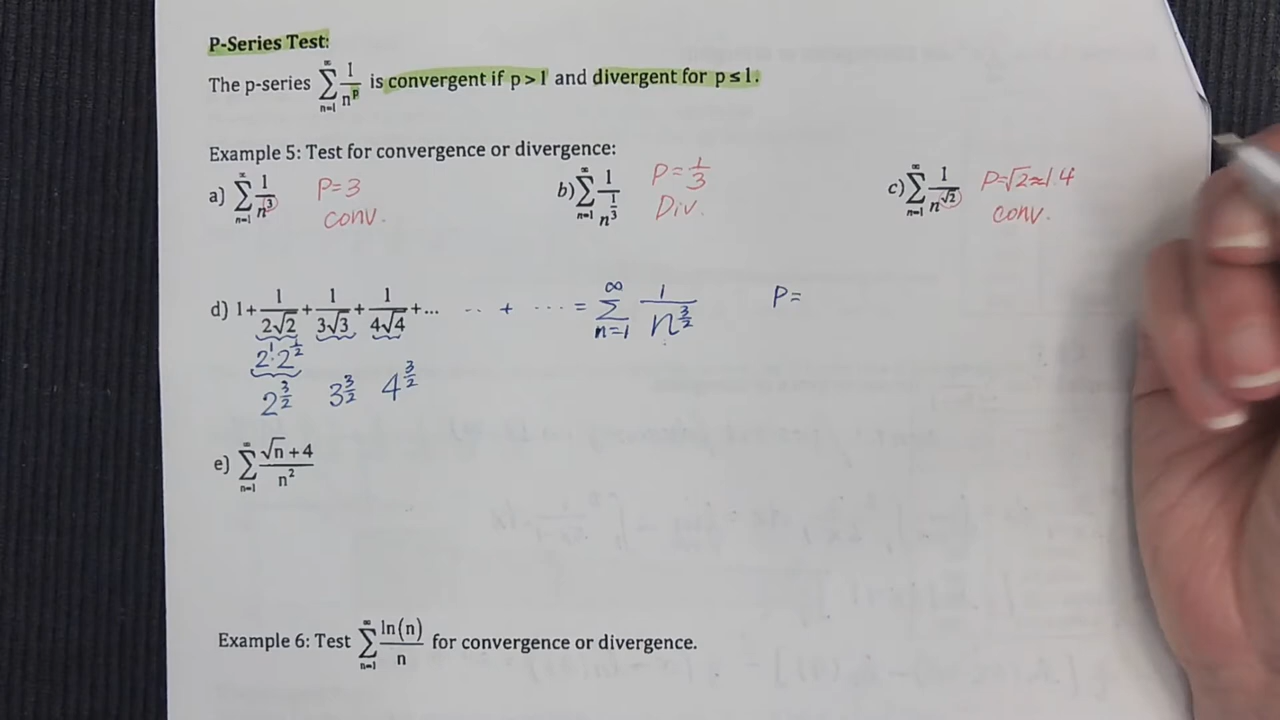 P-Series Test:
The p-series ∑_{n=1}^{∞} 1/n^p is convergent if p > 1 and divergent for p ≤ 1.
Example 5: Test for convergence or divergence:
a) ∑_{n=1}^{∞} 1/n^3 P=3 conv.
b) ∑_{n=1}^{∞} 1/n^{1/3} P=1/3 Div.
c) ∑_{n=1}^{∞} 1/n^{√2} P=√2≈1.4 conv.
d) 1+ 1/(2√2) + 1/(3√3) + 1/(4√4) +... ·· + ··· = ∑_{n=1}^{∞} 1/n^{3/2} P=
2^1·2^{1/2}
2^{3/2} 3^{3/2} 4^{3/2}
e) ∑_{n=1}^{∞} (√n+4)/n^2
Example 6: Test ∑_{n=1}^{∞} ln(n)/n for convergence or divergence.